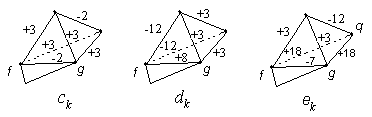 -2 +3 +3
+3 +3 -12
+3 +3 -2 +3
-12 -12 +8 +3
q
+3 +18 -7 +18
f g f g f g
c_k d_k e_k